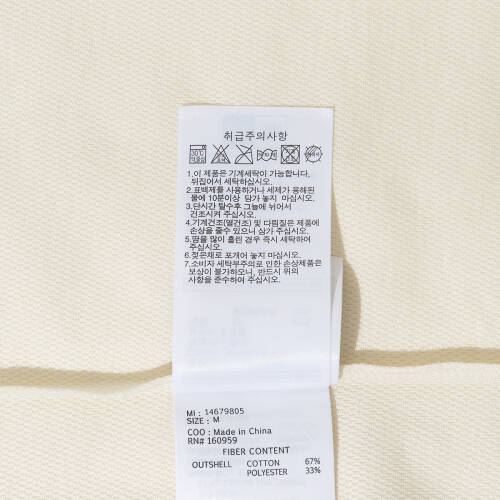 취급주의사항
30℃
1.이 제품은 기계세탁이 가능합니다,
뒤집어서 세탁하십시오.
2.표백제를 사용하거나 세제가 용해된
물에 10분이상 담가 놓지 마십시오.
3.단시간 탈수후 그늘에 뉘어서
건조시켜 주십시오.
4.기계건조(열건조) 및 다림질은 제품에
손상을 줄수 있으니 삼가 주십시오.
5.땀을 많이 흘린 경우 즉시 세탁하여
주십시오.
6.젖은채로 포개어 놓지 마십시오.
7.소비자 세탁부주의로 인한 손상제품은
보상이 불가하오니, 반드시 위의
사항을 준수하여 주십시오.
MI : 14679805
SIZE : M
COO : Made in China
RN# 160959
FIBER CONTENT
OUTSHELL COTTON 67%
POLYESTER 33%